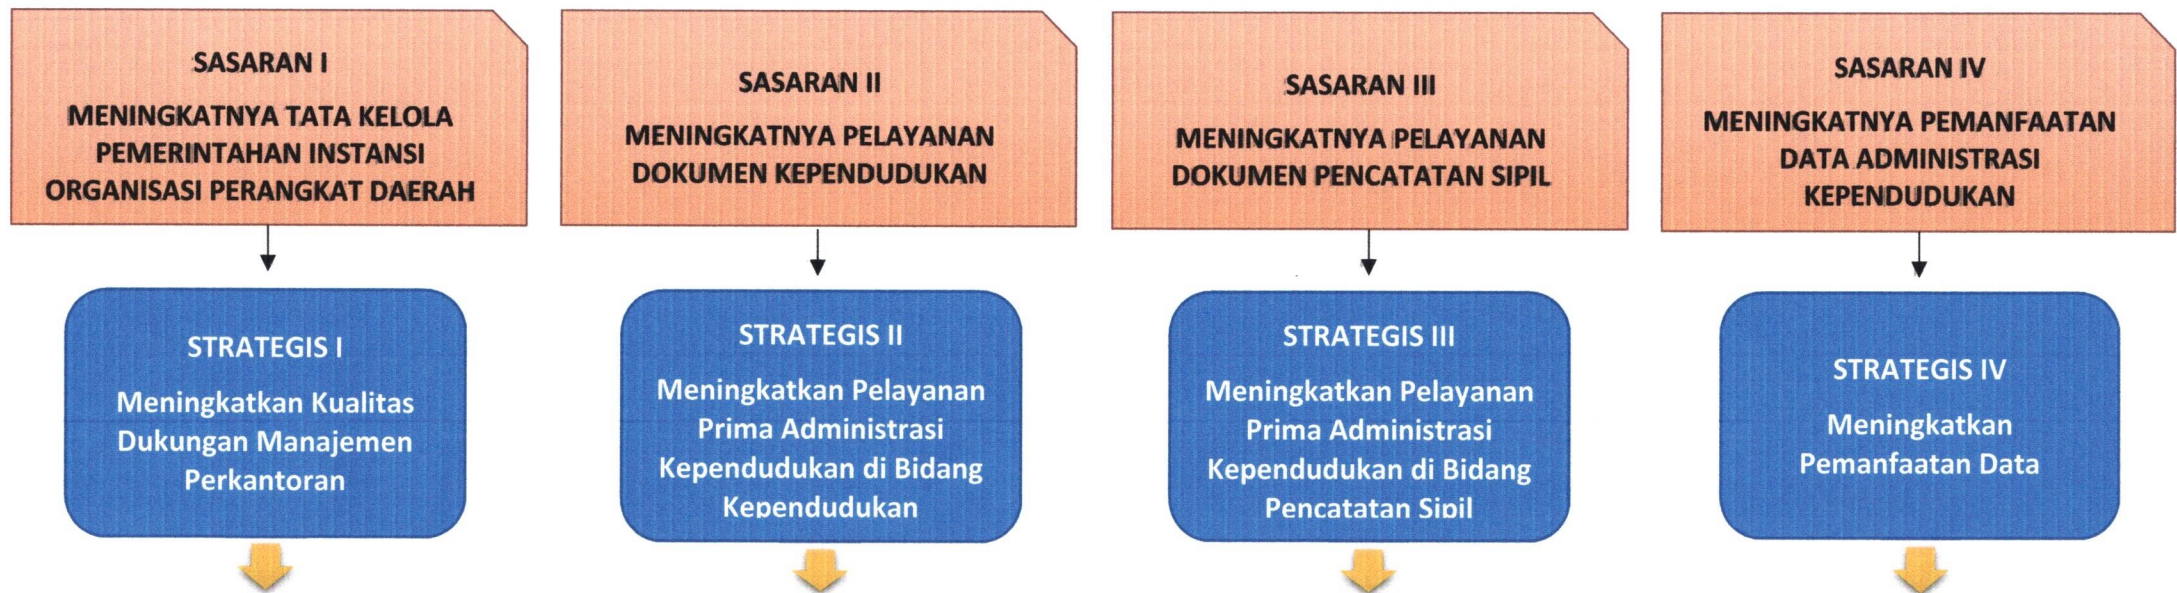 SASARAN I
MENINGKATNYA TATA KELOLA
PEMERINTAHAN INSTANSI
ORGANISASI PERANGKAT DAERAH
SASARAN II
MENINGKATNYA PELAYANAN
DOKUMEN KEPENDUDUKAN
SASARAN III
MENINGKATNYA PELAYANAN
DOKUMEN PENCATATAN SIPIL
SASARAN IV
MENINGKATNYA PEMANFAATAN
DATA ADMINISTRASI
KEPENDUDUKAN
STRATEGIS I
Meningkatkan Kualitas
Dukungan Manajemen
Perkantoran
STRATEGIS II
Meningkatkan Pelayanan
Prima Administrasi
Kependudukan di Bidang
Kependudukan
STRATEGIS III
Meningkatkan Pelayanan
Prima Administrasi
Kependudukan di Bidang
Pencatatan Sipil
STRATEGIS IV
Meningkatkan
Pemanfaatan Data